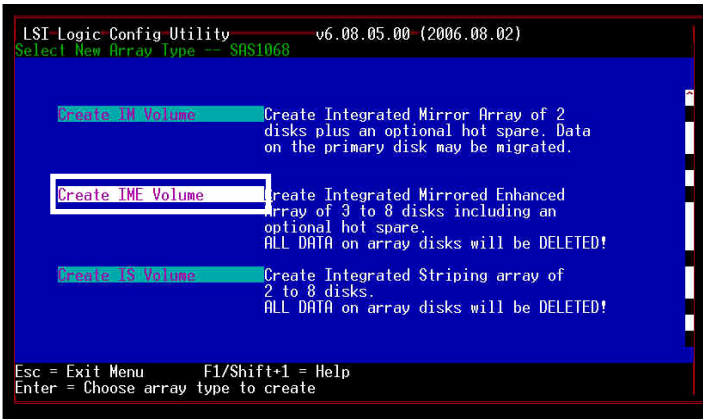 LSI Logic Config Utility v6.08.05.00 (2006.08.02)
Select New Array Type -- SAS1068
Create IM Volume Create Integrated Mirror Array of 2
disks plus an optional hot spare. Data
on the primary disk may be migrated.
Create IME Volume Create Integrated Mirrored Enhanced
Array of 3 to 8 disks including an
optional hot spare.
ALL DATA on array disks will be DELETED!
Create IS Volume Create Integrated Striping array of
2 to 8 disks.
ALL DATA on array disks will be DELETED!
Esc = Exit Menu F1/Shift+1 = Help
Enter = Choose array type to create